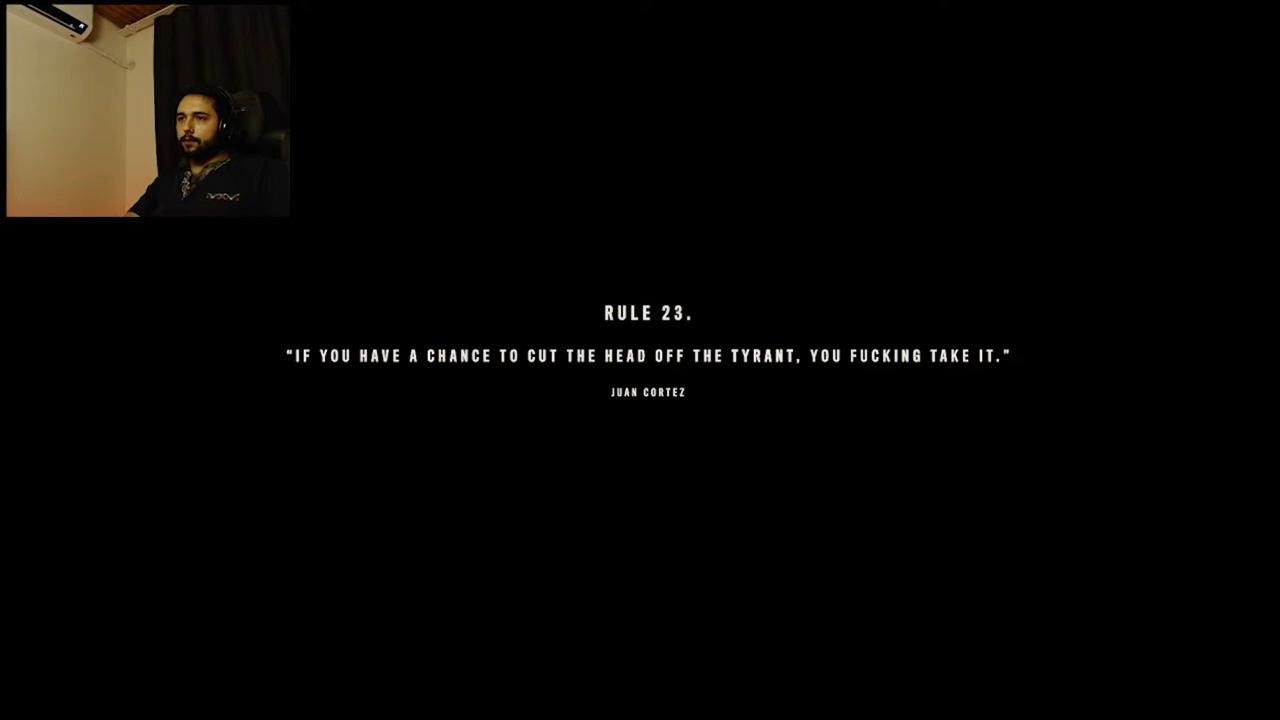 RULE 23.
“IF YOU HAVE A CHANCE TO CUT THE HEAD OFF THE TYRANT, YOU FUCKING TAKE IT.”
JUAN CORTEZ